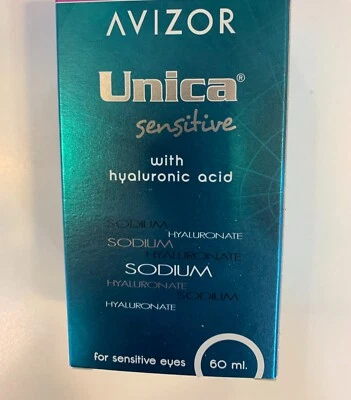 AVIZOR
Unica®
sensitive
with
hyaluronic acid
SODIUM
HYALURONATE
SODIUM
HYALURONATE
SODIUM
HYALURONATE
SODIUM
HYALURONATE
for sensitive eyes
60 ml.